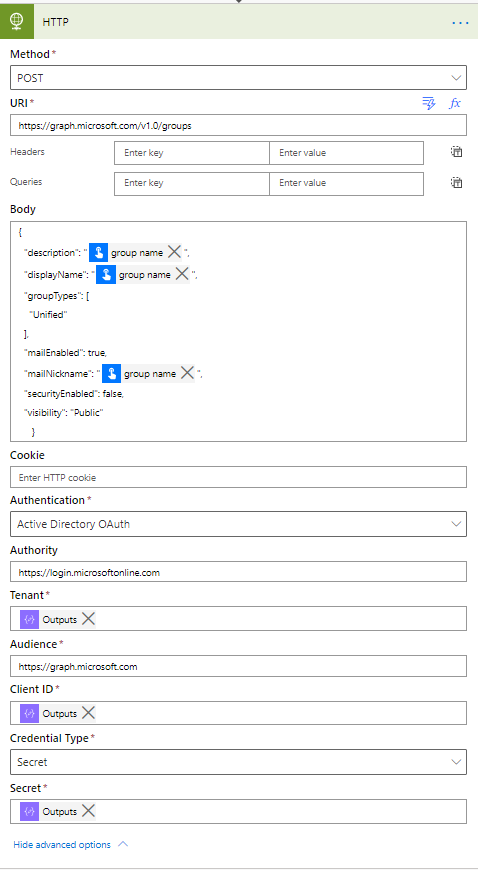 HTTP ...
Method*
POST
URI* fx
https://graph.microsoft.com/v1.0/groups
Headers Enter key Enter value
Queries Enter key Enter value
Body
{
"description": " group name ",
"displayName": " group name ",
"groupTypes": [
"Unified"
],
"mailEnabled": true,
"mailNickname": " group name ",
"securityEnabled": false,
"visibility": "Public"
}
Cookie
Enter HTTP cookie
Authentication*
Active Directory OAuth
Authority
https://login.microsoftonline.com
Tenant*
Outputs
Audience*
https://graph.microsoft.com
Client ID*
Outputs
Credential Type*
Secret
Secret*
Outputs
Hide advanced options